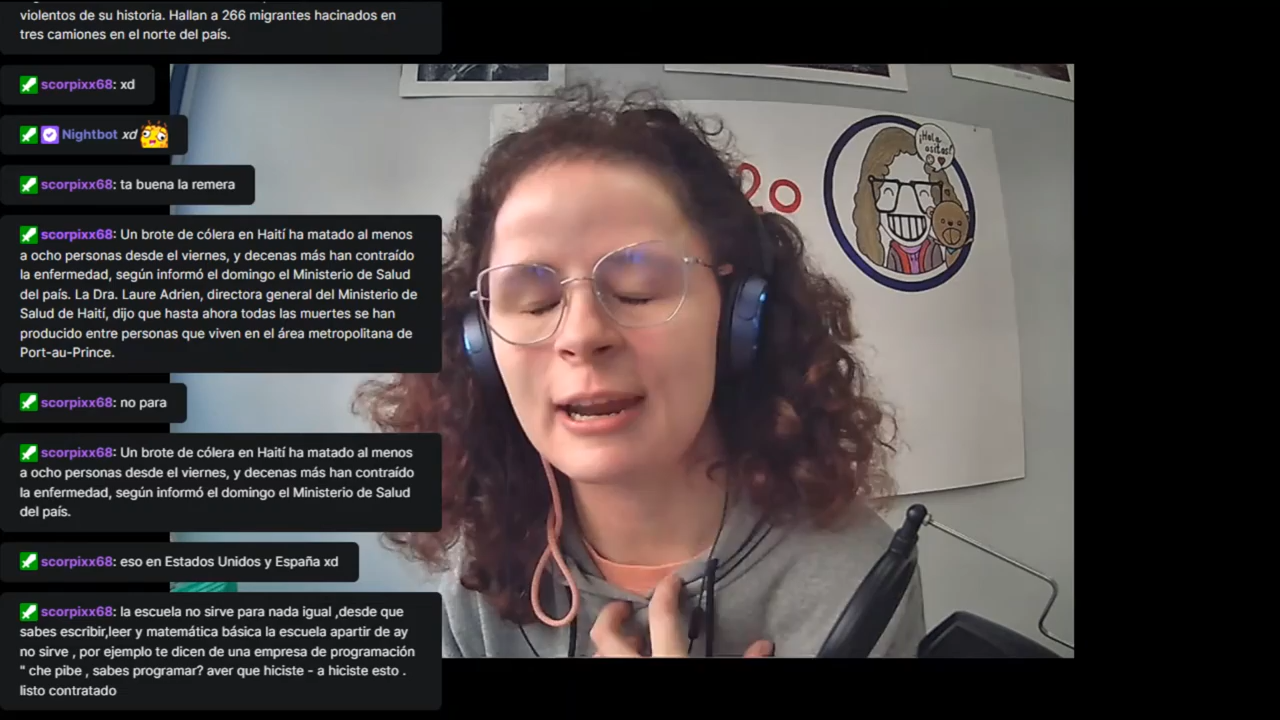 violentos de su historia. Hallan a 266 migrantes hacinados en
tres camiones en el norte del país.
scorpixx68: xd
Nightbot xd
scorpixx68: ta buena la remera
scorpixx68: Un brote de cólera en Haití ha matado al menos
a ocho personas desde el viernes, y decenas más han contraído
la enfermedad, según informó el domingo el Ministerio de Salud
del país. La Dra. Laure Adrien, directora general del Ministerio de
Salud de Haití, dijo que hasta ahora todas las muertes se han
producido entre personas que viven en el área metropolitana de
Port-au-Prince.
scorpixx68: no para
scorpixx68: Un brote de cólera en Haití ha matado al menos
a ocho personas desde el viernes, y decenas más han contraído
la enfermedad, según informó el domingo el Ministerio de Salud
del país.
scorpixx68: eso en Estados Unidos y España xd
scorpixx68: la escuela no sirve para nada igual ,desde que
sabes escribir,leer y matemática básica la escuela apartir de ay
no sirve , por ejemplo te dicen de una empresa de programación
" che pibe , sabes programar? aver que hiciste - a hiciste esto .
listo contratado
¡Hola
ositos!